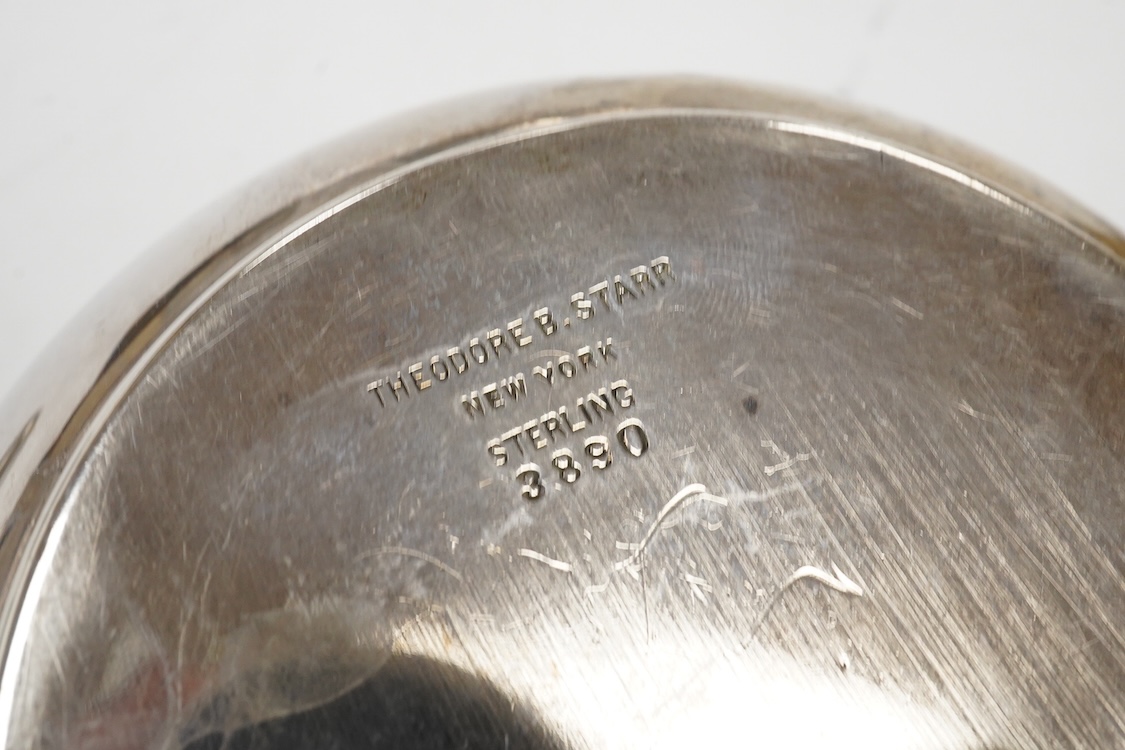 THEODORE B. STARR
NEW YORK
STERLING
3890